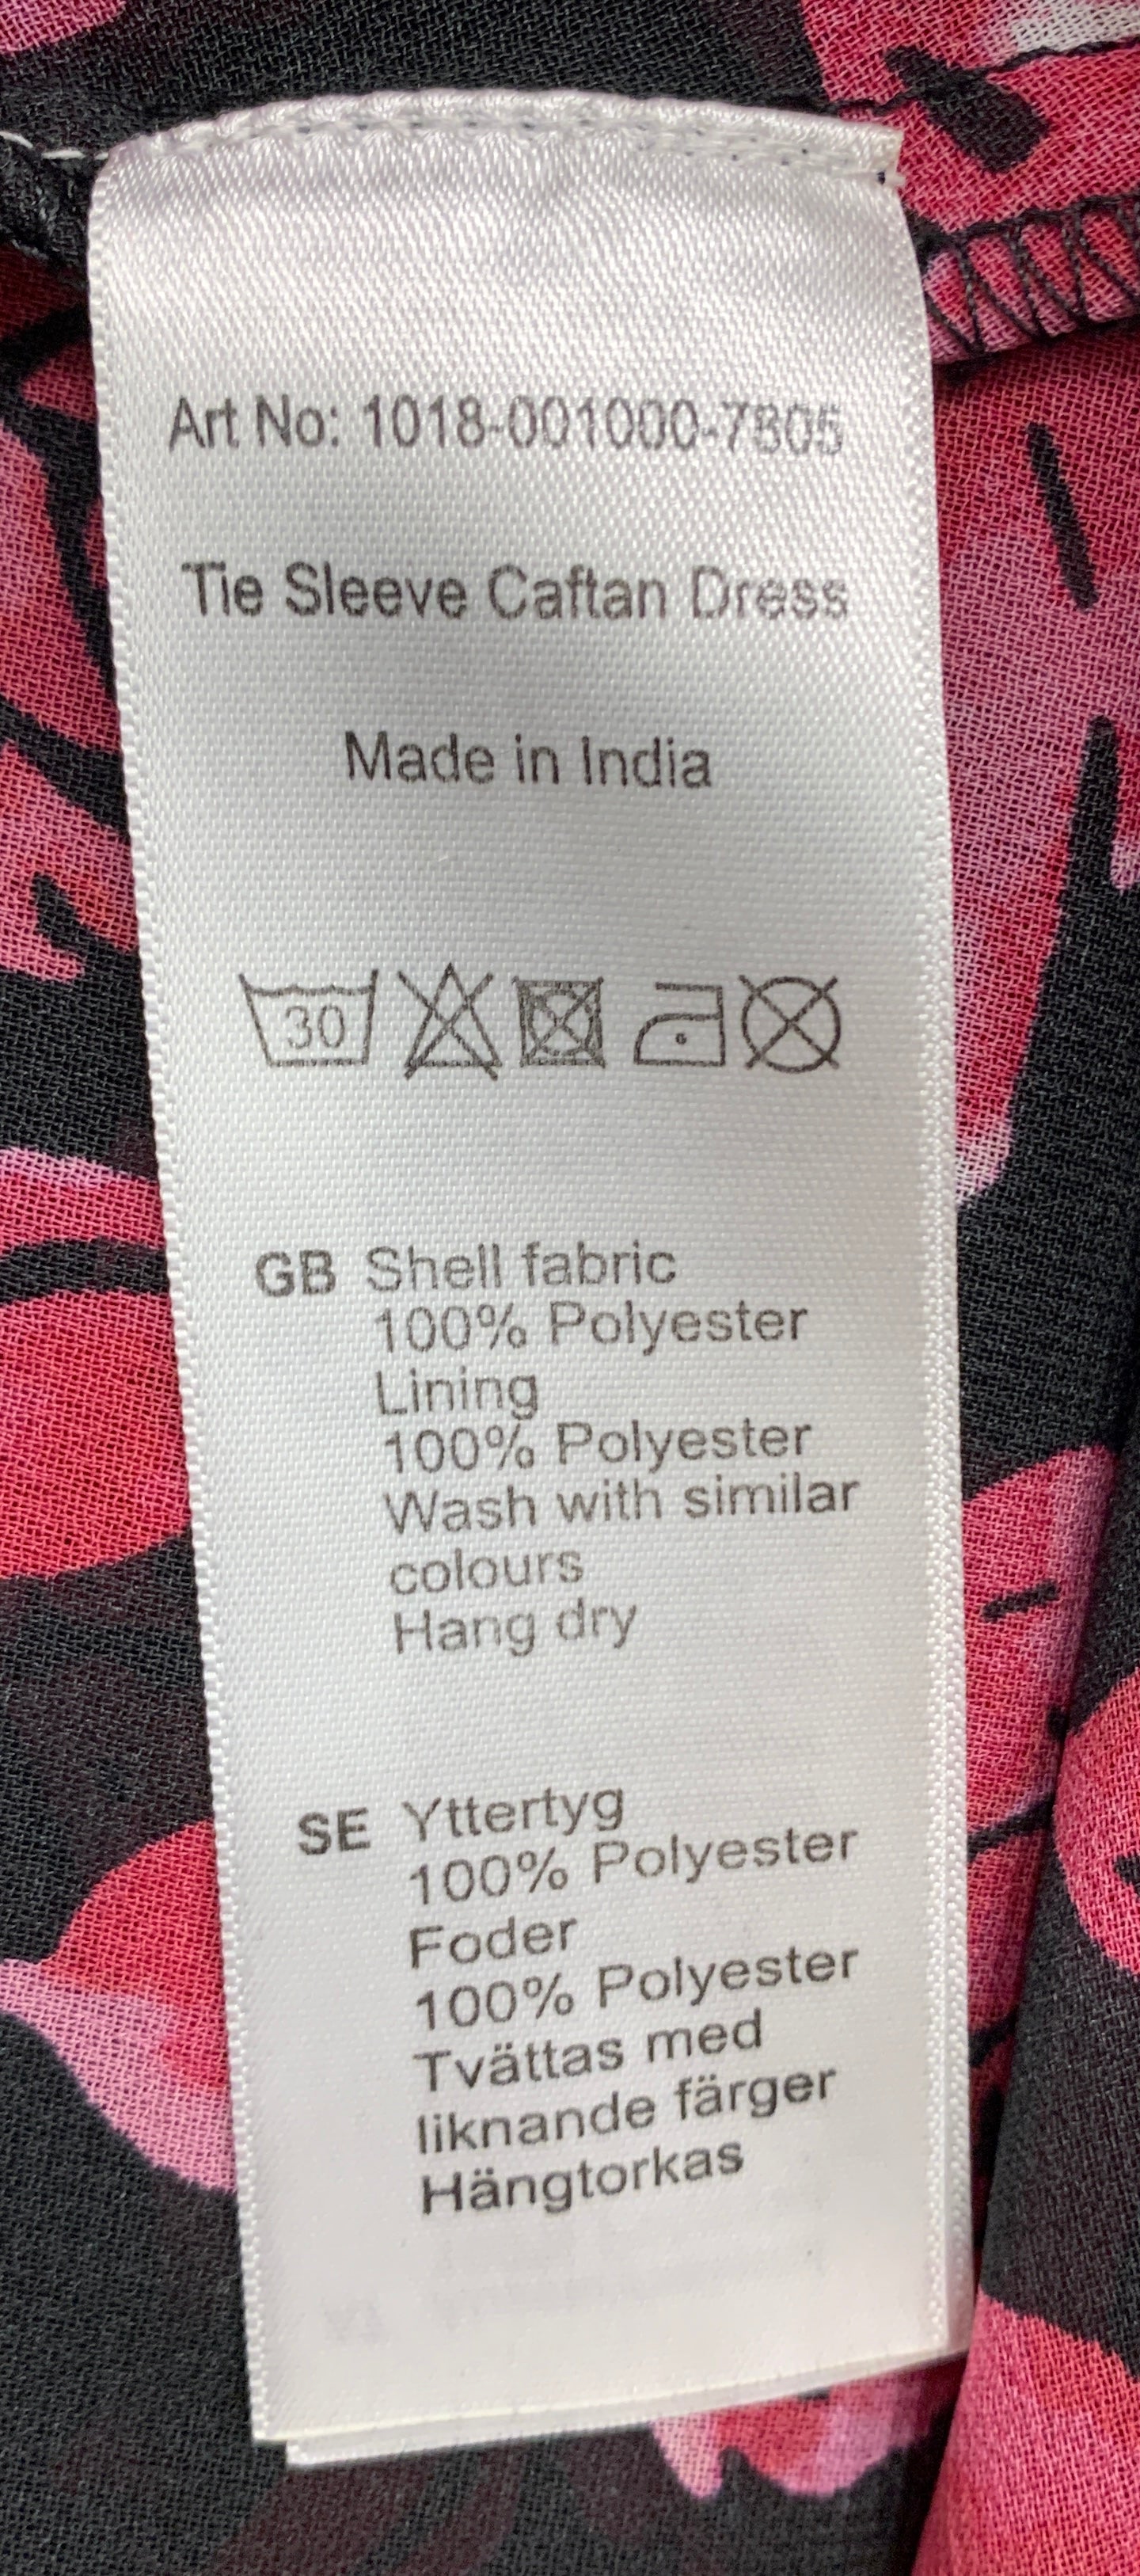 Art No: 1018-001000-7805
Tie Sleeve Caftan Dress
Made in India
30
GB Shell fabric
100% Polyester
Lining
100% Polyester
Wash with similar
colours
Hang dry
SE Yttertyg
100% Polyester
Foder
100% Polyester
Tvättas med
liknande färger
Hängtorkas